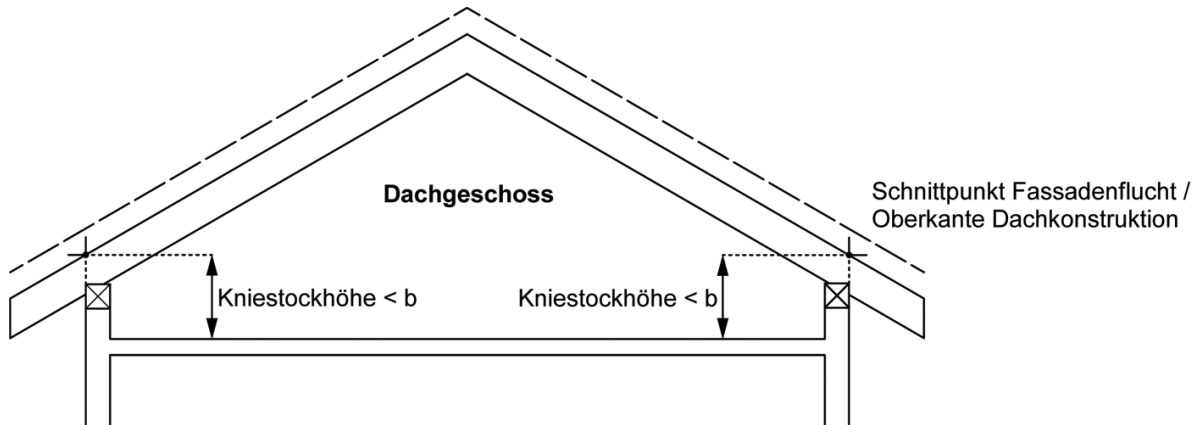 Dachgeschoss
Schnittpunkt Fassadenflucht /
Oberkante Dachkonstruktion
Kniestockhöhe < b
Kniestockhöhe < b